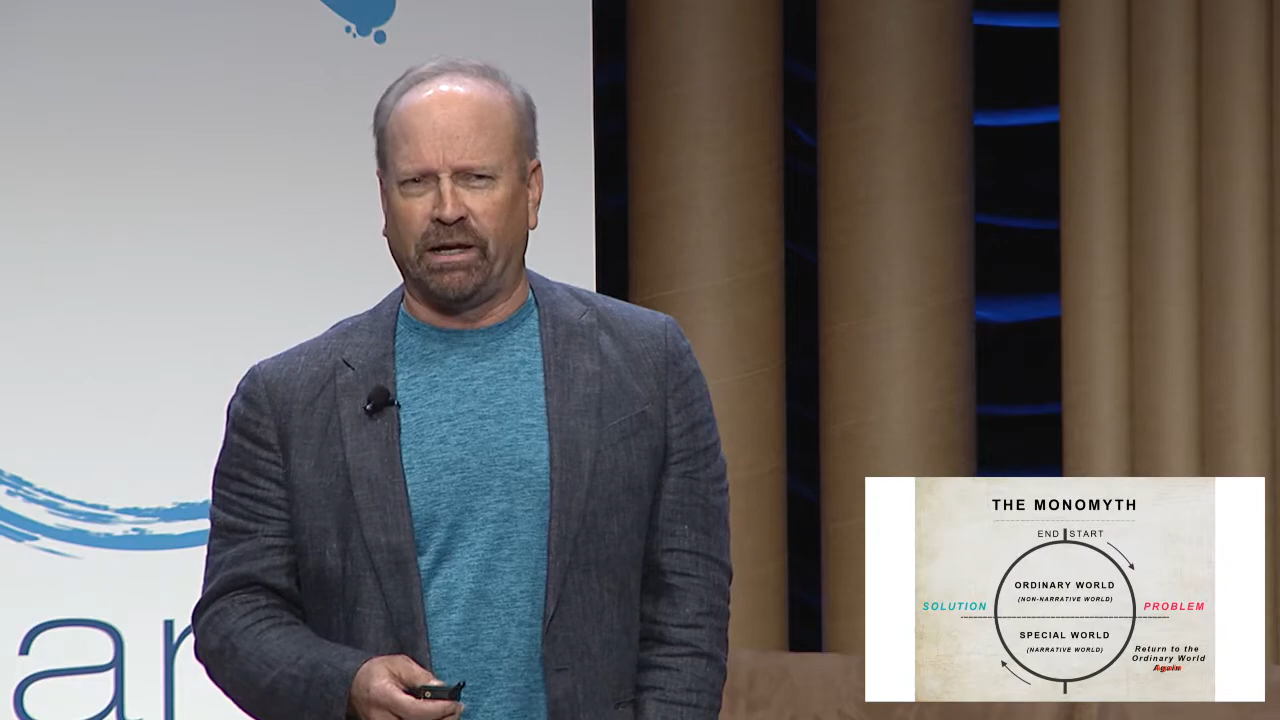 ar
THE MONOMYTH
END START
ORDINARY WORLD
(NON-NARRATIVE WORLD)
SOLUTION
PROBLEM
SPECIAL WORLD
(NARRATIVE WORLD)
Return to the
Ordinary World